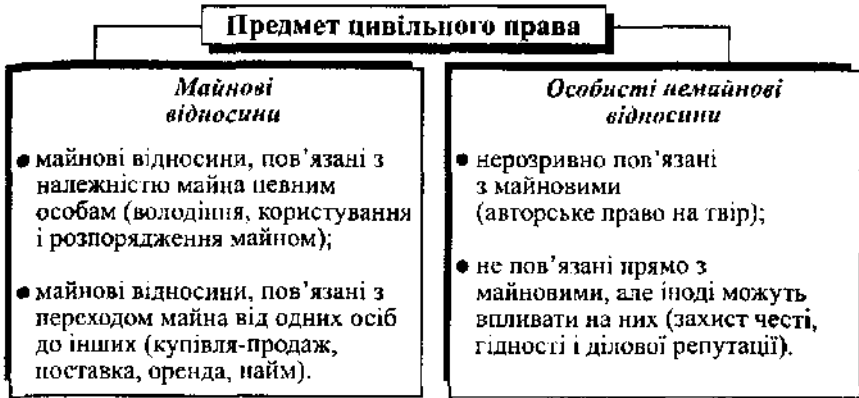 Предмет цивільного права
Майнові
відносини
● майнові відносини, пов’язані з
належністю майна певним
особам (володіння, користування
і розпорядження майном);
● майнові відносини, пов’язані з
переходом майна від одних осіб
до інших (купівля-продаж,
поставка, оренда, найм).
Особисті немайнові
відносини
● нерозривно пов’язані
з майновими
(авторське право на твір);
● не пов’язані прямо з
майновими, але іноді можуть
впливати на них (захист честі,
гідності і ділової репутації).